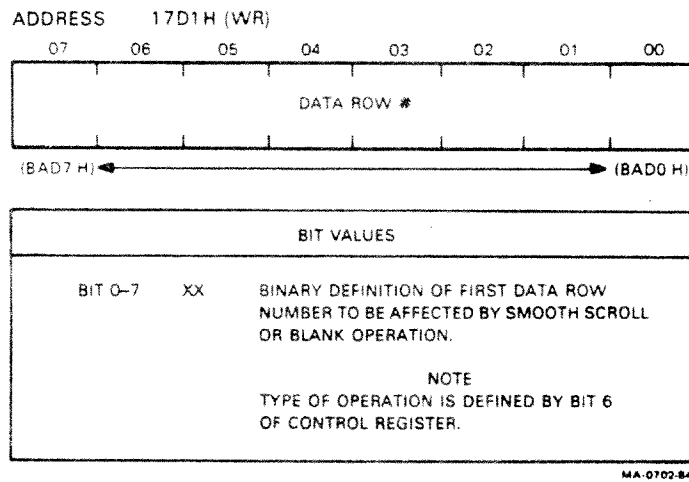 ADDRESS 17D1H (WR)
07 06 05 04 03 02 01 00
DATA ROW #
(BAD7 H) (BAD0 H)
BIT VALUES
BIT 0–7 XX BINARY DEFINITION OF FIRST DATA ROW
NUMBER TO BE AFFECTED BY SMOOTH SCROLL
OR BLANK OPERATION.
NOTE
TYPE OF OPERATION IS DEFINED BY BIT 6
OF CONTROL REGISTER.
MA-0702-84